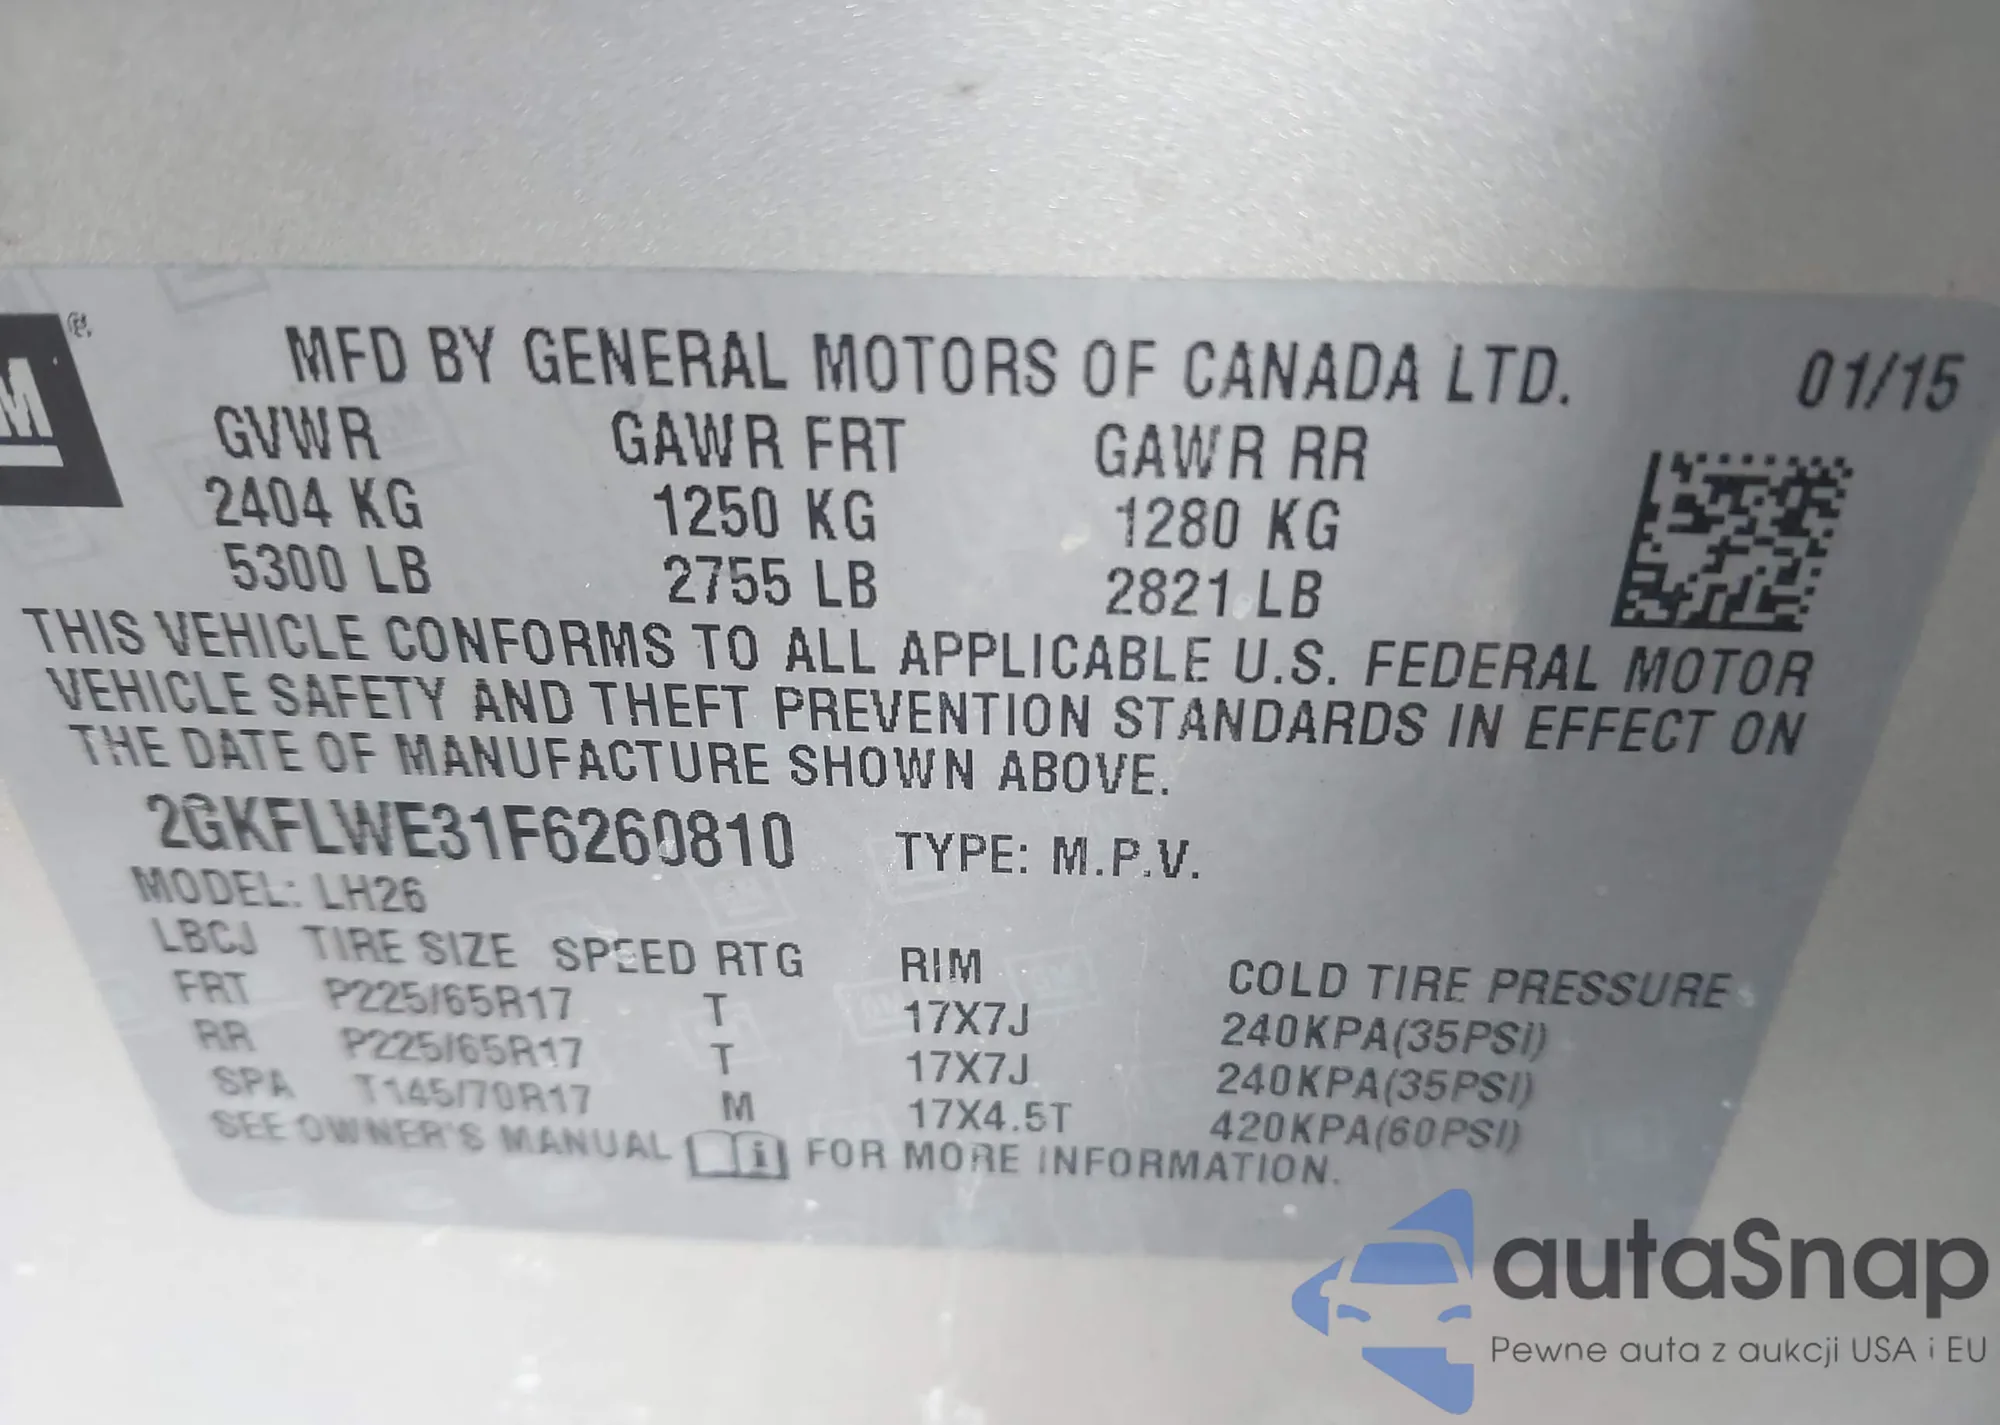 M ®.
MFD BY GENERAL MOTORS OF CANADA LTD. 01/15
GVWR GAWR FRT GAWR RR
2404 KG 1250 KG 1280 KG
5300 LB 2755 LB 2821 LB
THIS VEHICLE CONFORMS TO ALL APPLICABLE U.S. FEDERAL MOTOR
VEHICLE SAFETY AND THEFT PREVENTION STANDARDS IN EFFECT ON
THE DATE OF MANUFACTURE SHOWN ABOVE.
2GKFLWE31F6260810 TYPE: M.P.V.
MODEL: LH26
LBCJ TIRE SIZE SPEED RTG RIM COLD TIRE PRESSURE
FRT P225/65R17 T 17X7J 240KPA(35PSI)
RR P225/65R17 T 17X7J 240KPA(35PSI)
SPA T145/70R17 M 17X4.5T 420KPA(60PSI)
SEE OWNER'S MANUAL i FOR MORE INFORMATION.
autaSnap
Pewne auta z aukcji USA i EU